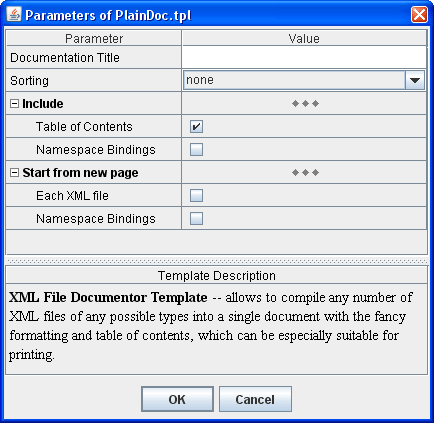 Parameters of PlainDoc.tpl
Parameter Value
Documentation Title
Sorting none
Include
Table of Contents
Namespace Bindings
Start from new page
Each XML file
Namespace Bindings
Template Description
XML File Documentor Template -- allows to compile any number of
XML files of any possible types into a single document with the fancy
formatting and table of contents, which can be especially suitable for
printing.
OK Cancel